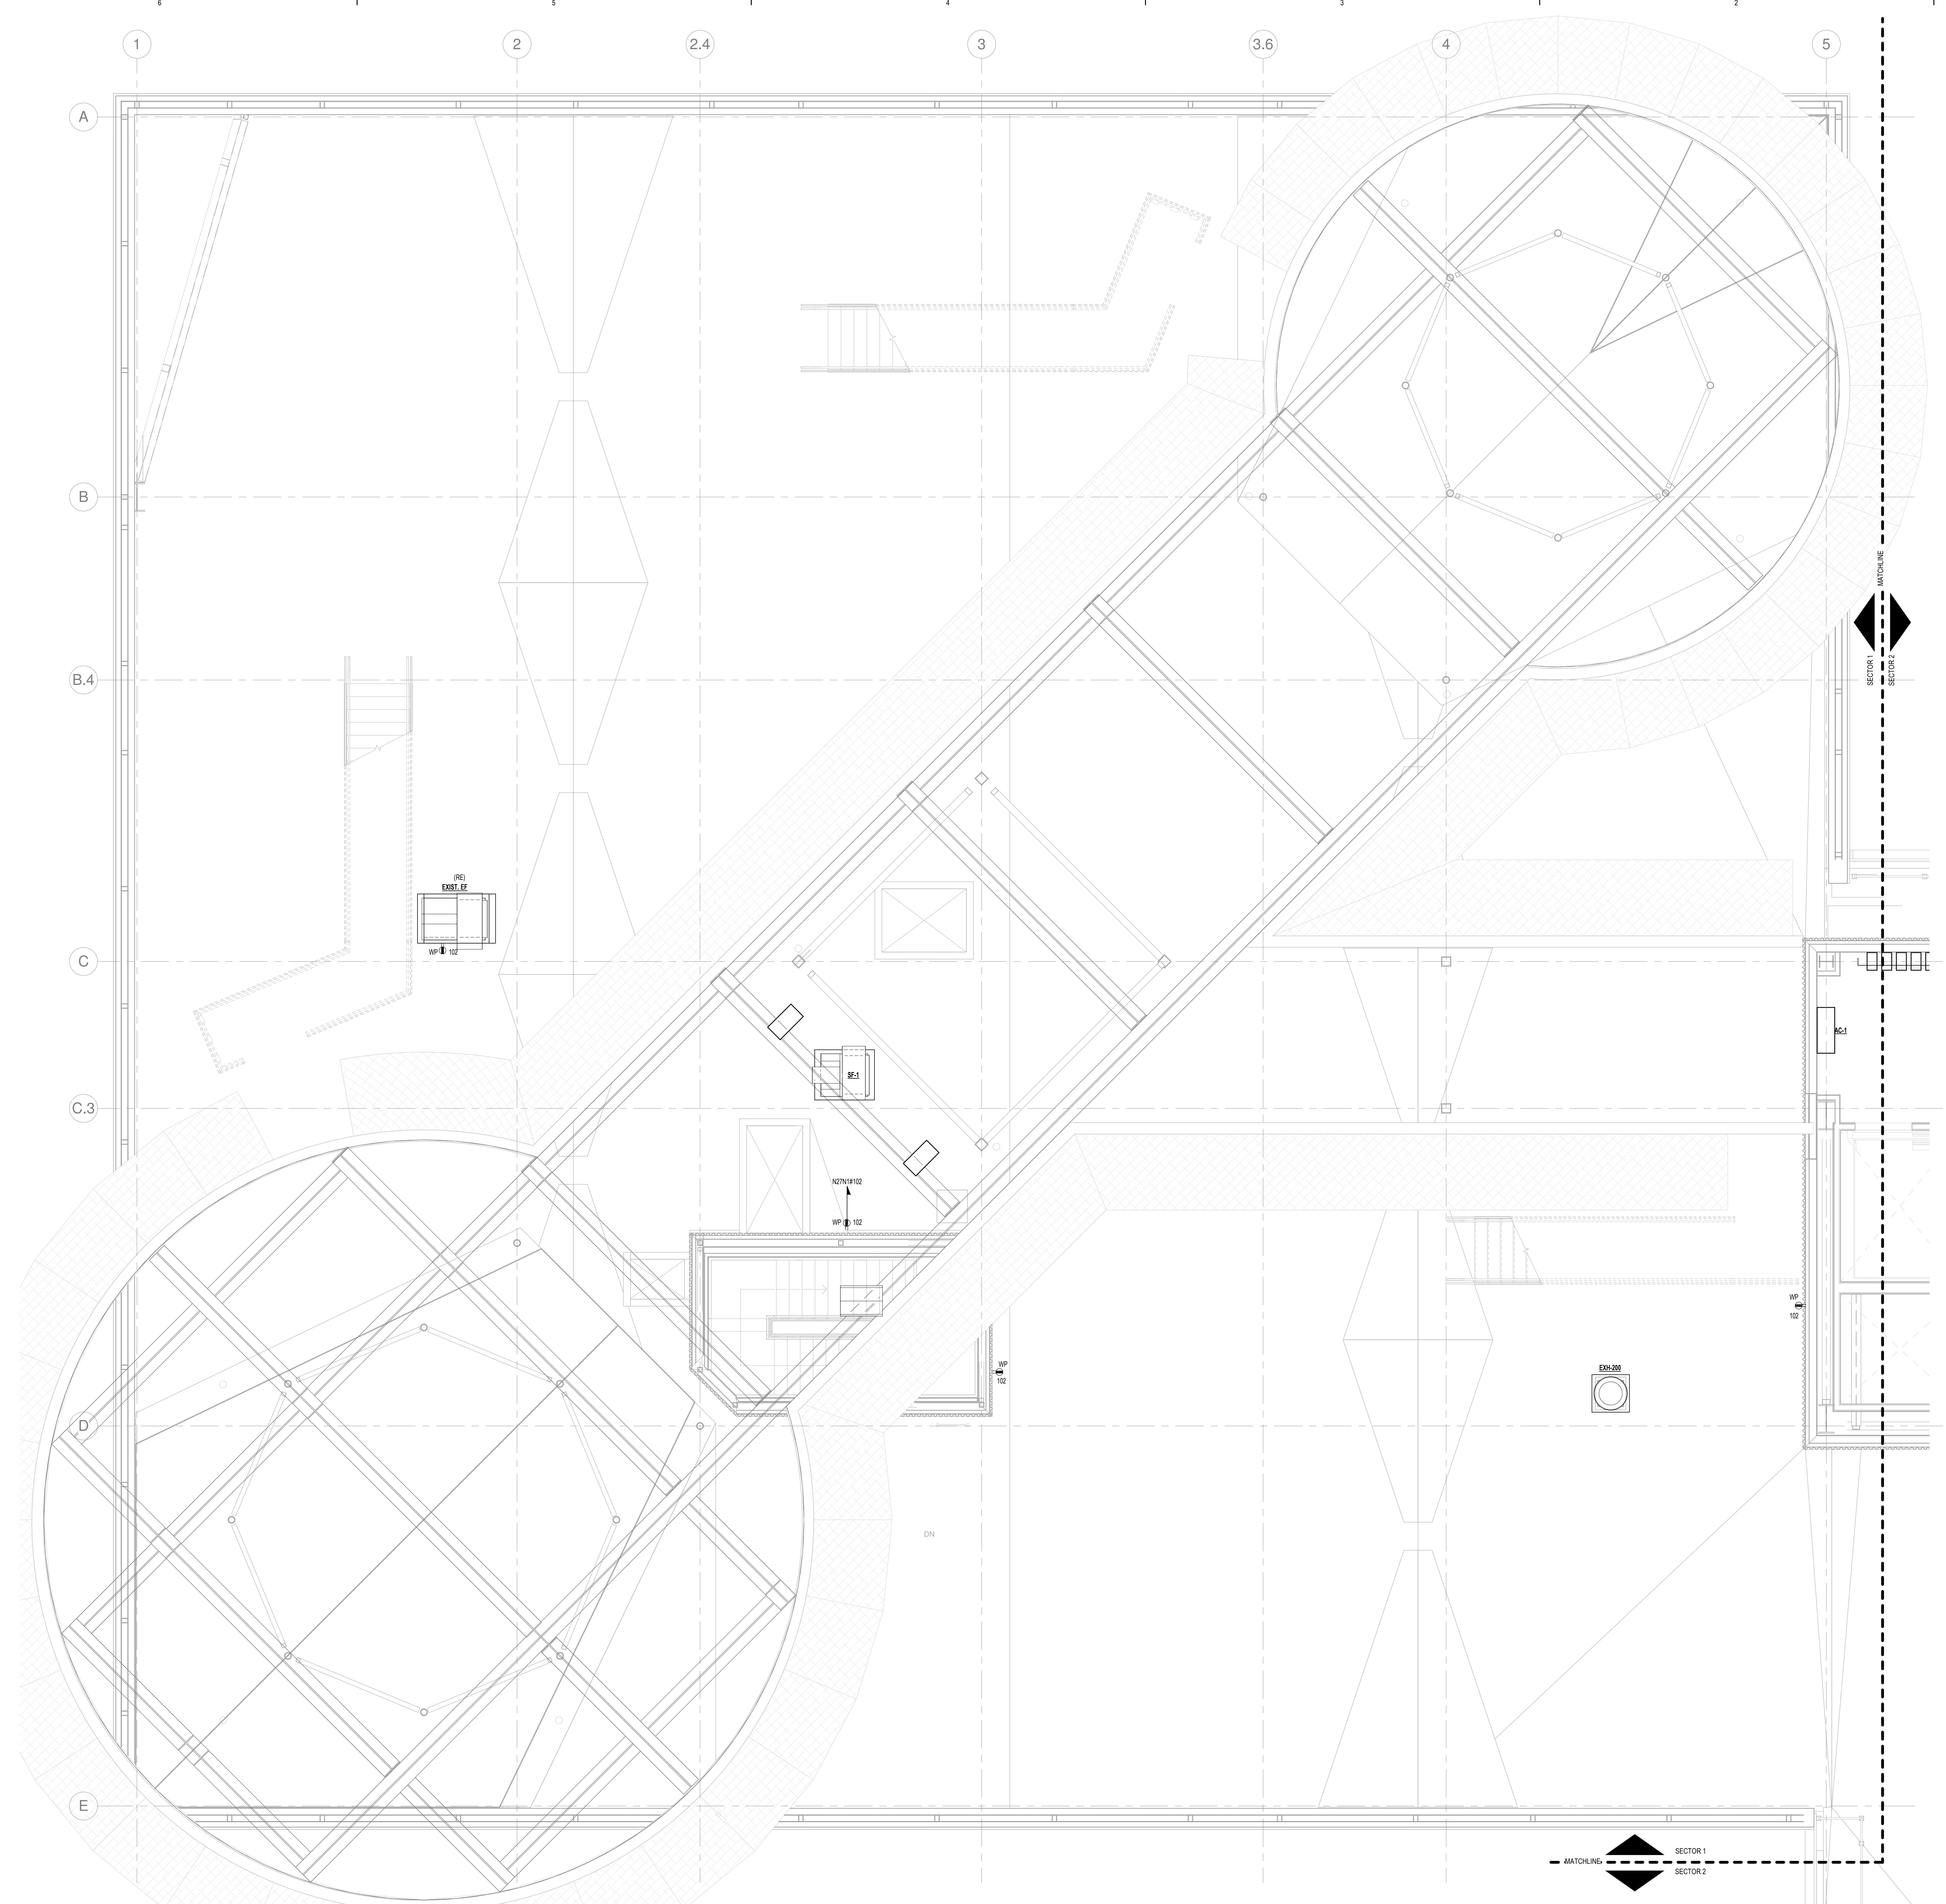 6 5 4 3 2
1 2 2.4 3 3.6 4 5
A
B
MATCHLINE
SECTOR 1
SECTOR 2
B.4
(RE)
EXIST. EF
WP 102
C
AC-1
SF-1
C.3
N27N1#102
WP 102
WP
102
WP
102
EXH-200
D
DN
E
SECTOR 1
MATCHLINE
SECTOR 2